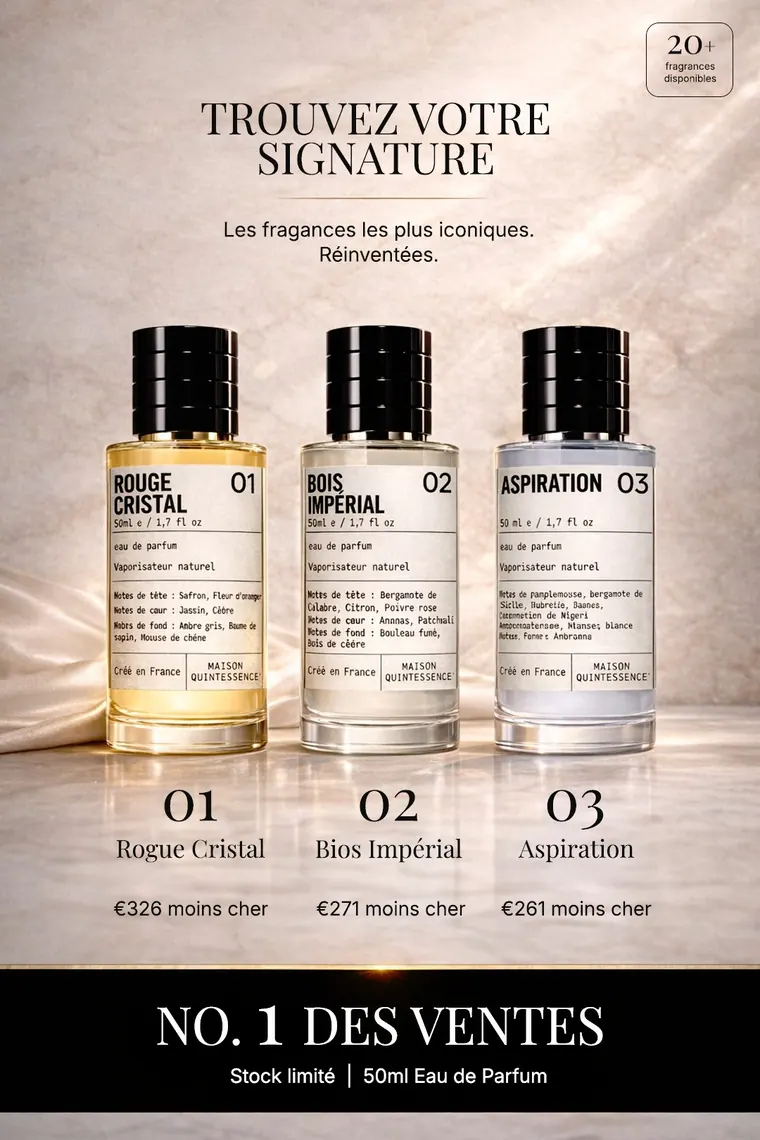 20+
fragrances
disponibles
TROUVEZ VOTRE
SIGNATURE
Les fragances les plus iconiques.
Réinventées.
ROUGE
CRISTAL
01
50ml e / 1,7 fl oz
eau de parfum
Vaporisateur naturel
Notes de tête : Safron, Fleur d'oranger
Notes de cœur : Jassin, Cèdre
Notes de fond : Ambre gris, Baume de
sapin, Mouse de chêne
Créé en France
MAISON
QUINTESSENCE
BOIS
IMPÉRIAL
02
50ml e / 1,7 fl oz
eau de parfum
Vaporisateur naturel
Notes de tête : Bergamote de
Calabre, Citron, Poivre rose
Notes de cœur : Annnas, Patchouli
Notes de fond : Bouleau fumé,
Bois de cèdre
Créé en France
MAISON
QUINTESSENCE
ASPIRATION
03
50 ml e / 1,7 fl oz
eau de parfum
Vaporisateur naturel
Notes de pamplemousse, bergamote de
blanche
Créé en France
MAISON
QUINTESSENCE
01
Rogue Cristal
€326 moins cher
02
Bios Impérial
€271 moins cher
03
Aspiration
€261 moins cher
NO. 1 DES VENTES
Stock limité | 50ml Eau de Parfum